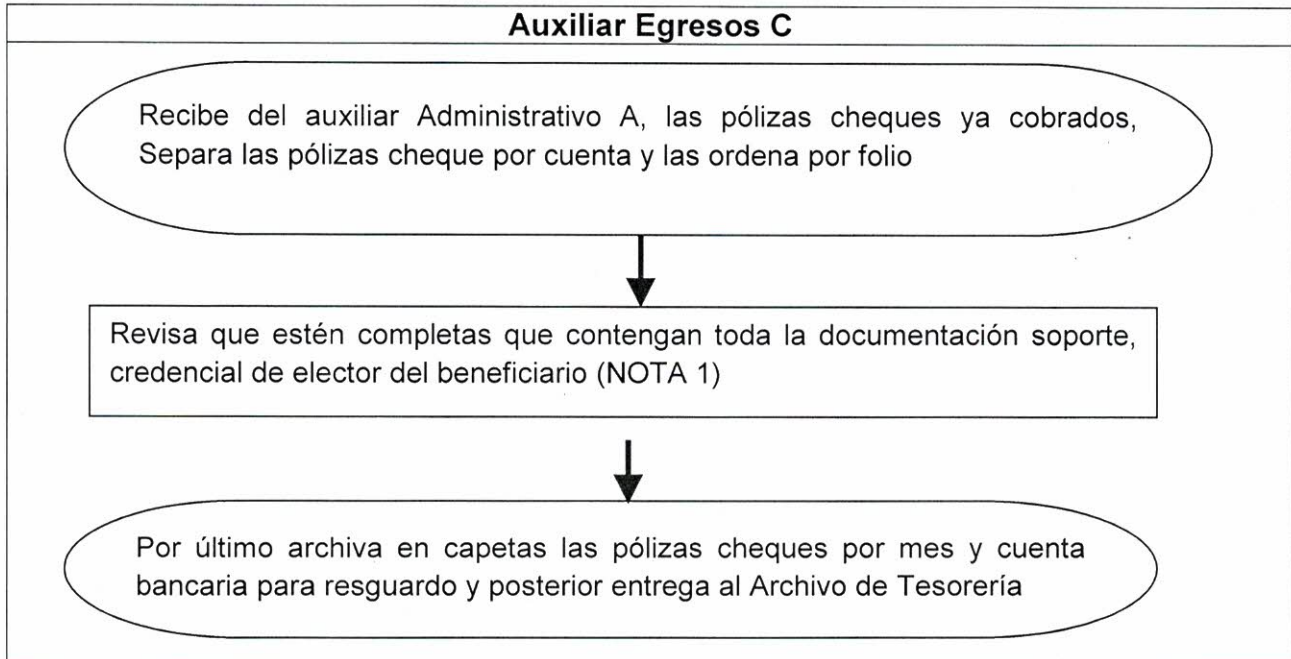 Auxiliar Egresos C
Recibe del auxiliar Administrativo A, las pólizas cheques ya cobrados,
Separa las pólizas cheque por cuenta y las ordena por folio
Revisa que estén completas que contengan toda la documentación soporte,
credencial de elector del beneficiario (NOTA 1)
Por último archiva en capetas las pólizas cheques por mes y cuenta
bancaria para resguardo y posterior entrega al Archivo de Tesorería